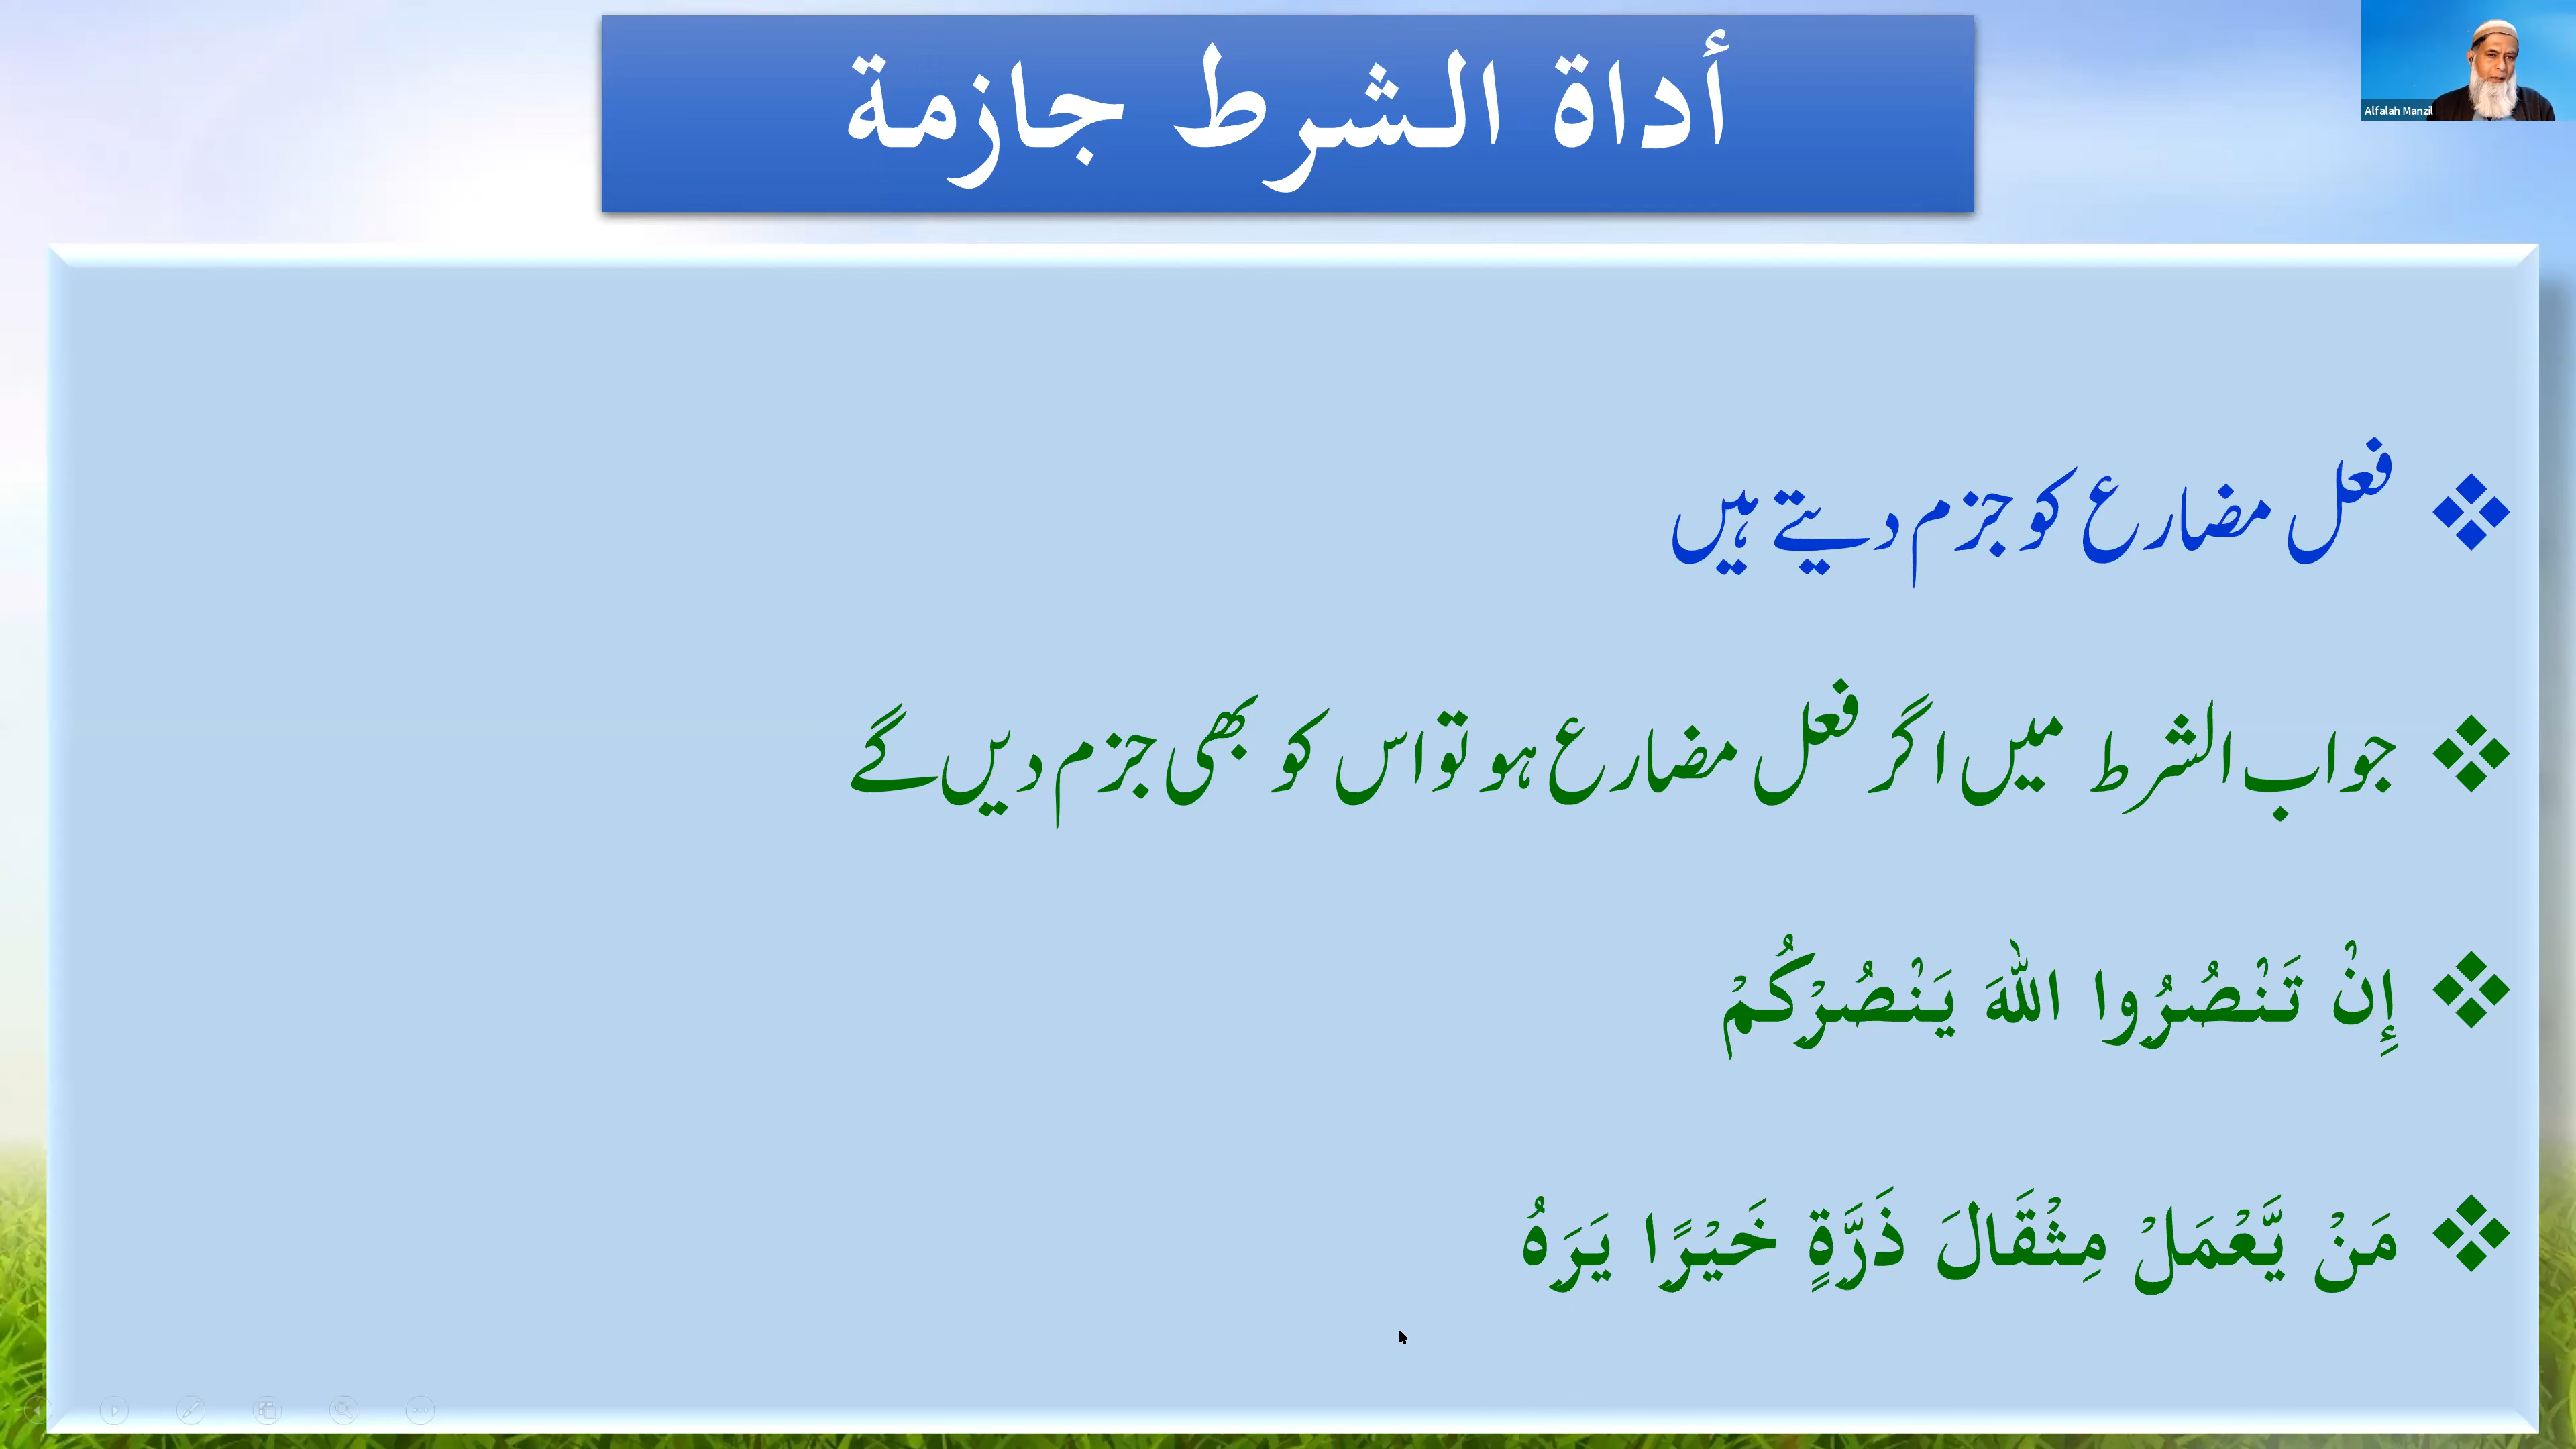 أداة الشرط جازمة
Alfalah Manzil
فعل مضارع کو جزم دیتے ہیں
جواب الشرط میں اگر فعل مضارع ہو تو اس کو بھی جزم دیں گے
إِنْ تَنْصُرُوا اللّٰهَ يَنْصُرْكُمْ
مَنْ يَّعْمَلْ مِثْقَالَ ذَرَّةٍ خَيْرًا يَرَهُ